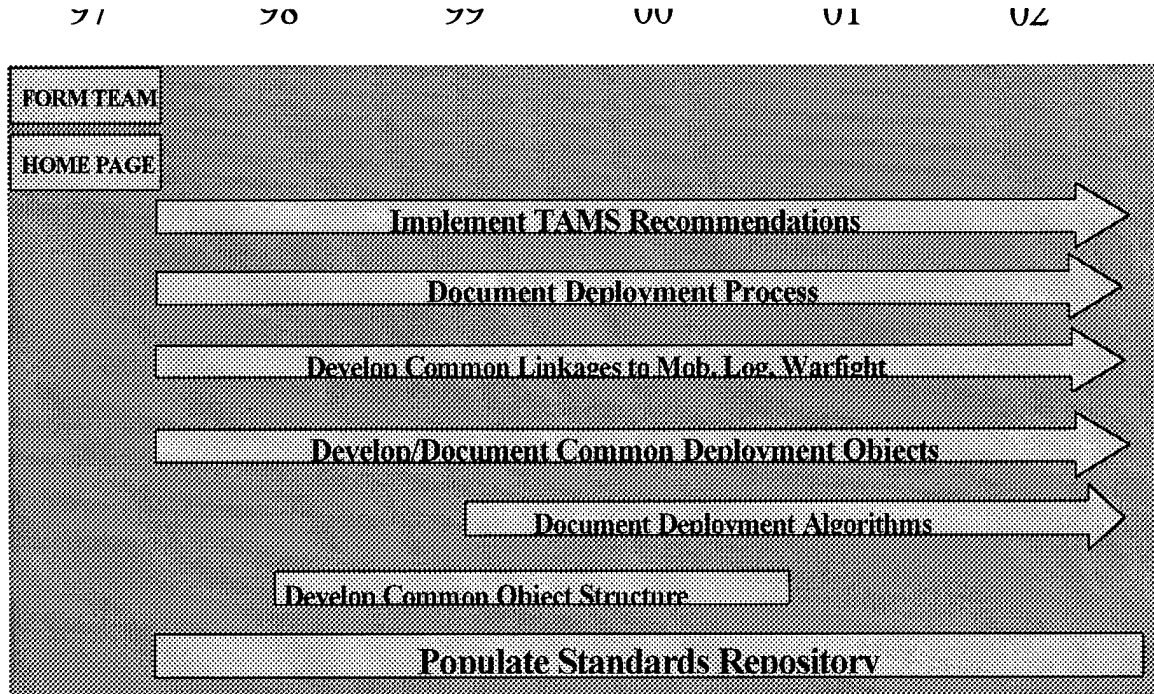 97 98 99 00 01 02
FORM TEAM
HOME PAGE
Implement TAMS Recommendations
Document Deployment Process
Develop Common Linkages to Mob, Log, Warfight
Develop/Document Common Deployment Objects
Document Deployment Algorithms
Develop Common Object Structure
Populate Standards Repository